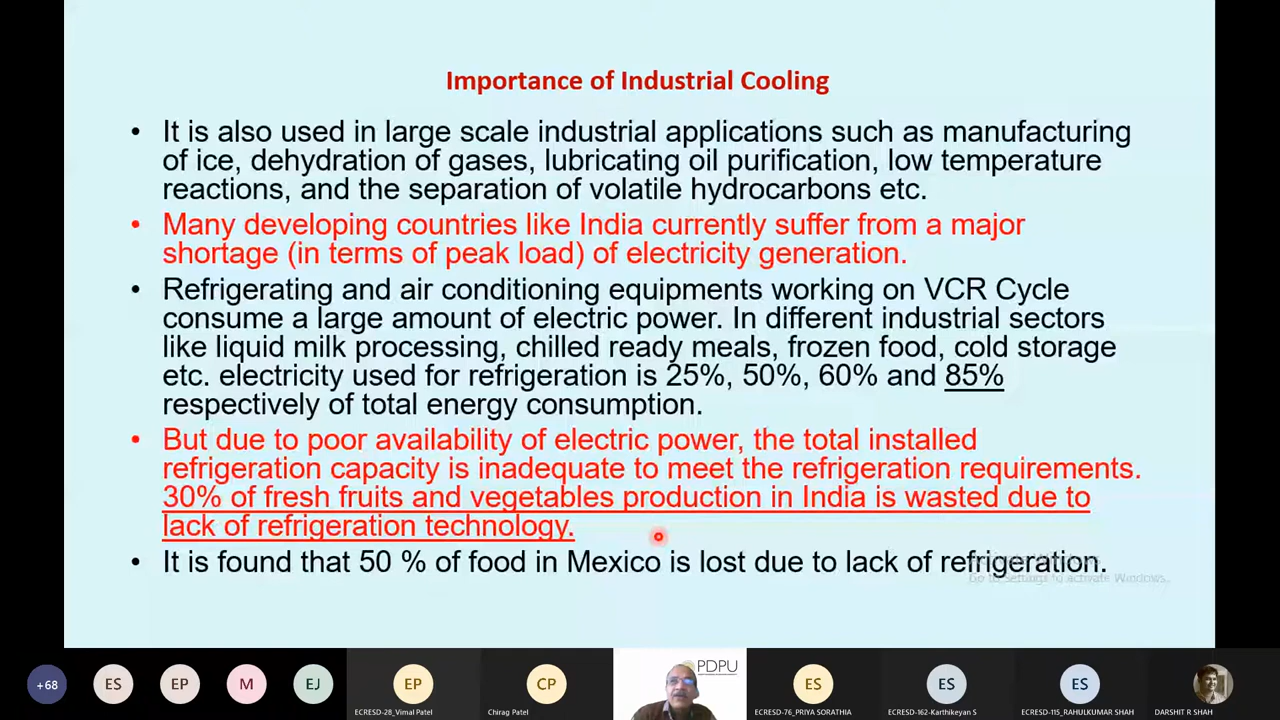 Importance of Industrial Cooling
• It is also used in large scale industrial applications such as manufacturing
of ice, dehydration of gases, lubricating oil purification, low temperature
reactions, and the separation of volatile hydrocarbons etc.
• Many developing countries like India currently suffer from a major
shortage (in terms of peak load) of electricity generation.
• Refrigerating and air conditioning equipments working on VCR Cycle
consume a large amount of electric power. In different industrial sectors
like liquid milk processing, chilled ready meals, frozen food, cold storage
etc. electricity used for refrigeration is 25%, 50%, 60% and 85%
respectively of total energy consumption.
• But due to poor availability of electric power, the total installed
refrigeration capacity is inadequate to meet the refrigeration requirements.
30% of fresh fruits and vegetables production in India is wasted due to
lack of refrigeration technology.
• It is found that 50 % of food in Mexico is lost due to lack of refrigeration.
Activate Windows
Go to Settings to activate Windows.
+68 ES EP M EJ EP CP PDPU ES ES ES
ECRESD-28_Vimal Patel Chirag Patel ECRESD-76_PRIYA SORATHIA ECRESD-162-Karthikeyan S ECRESD-115_RAHULKUMAR SHAH DARSHIT R SHAH